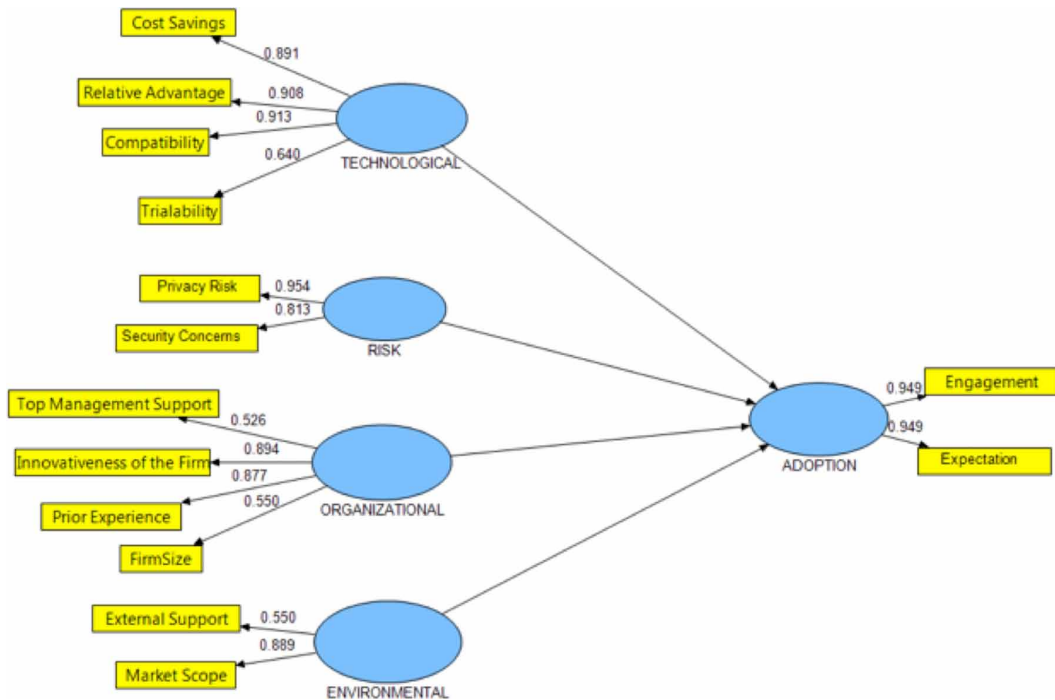 Cost Savings
0.891
Relative Advantage
0.908
Compatibility
0.913
Trialability
0.640
TECHNOLOGICAL
Privacy Risk
0.954
Security Concerns
0.813
RISK
Top Management Support
0.526
Innovativeness of the Firm
0.894
Prior Experience
0.877
FirmSize
0.550
ORGANIZATIONAL
External Support
0.550
Market Scope
0.889
ENVIRONMENTAL
ADOPTION
0.949
Engagement
0.949
Expectation